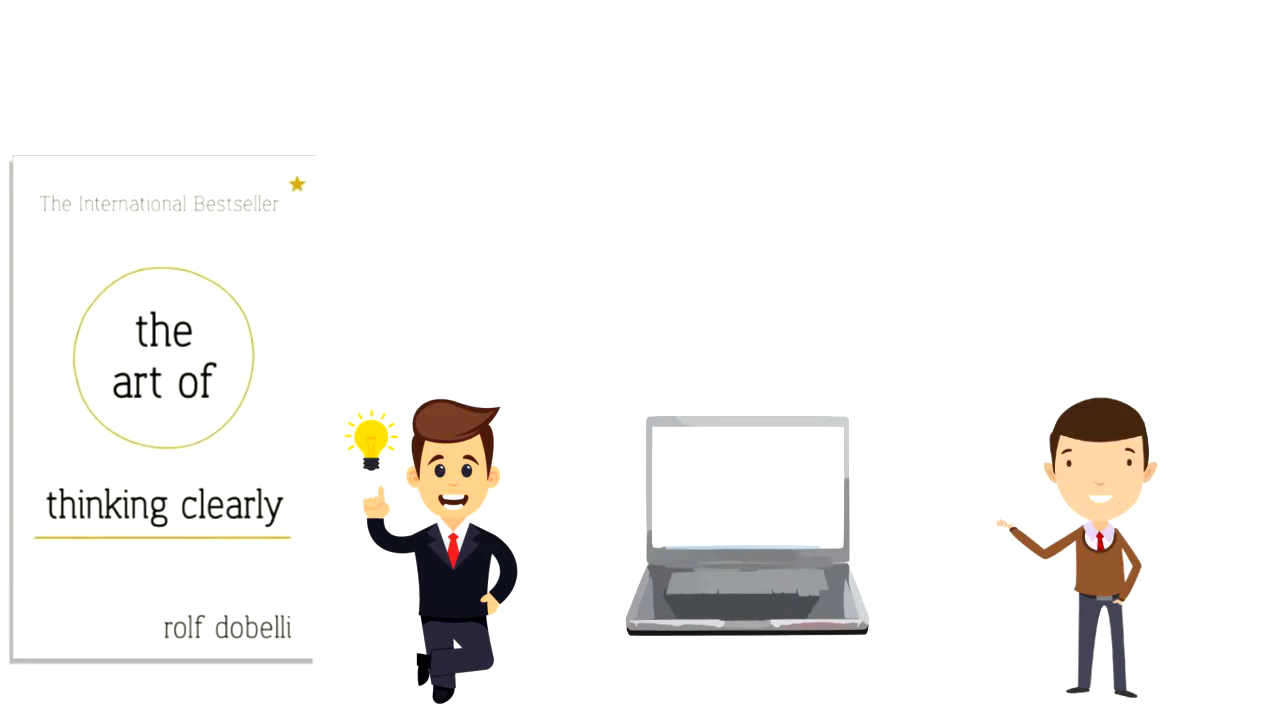 The International Bestseller
the
art of
thinking clearly
rolf dobelli